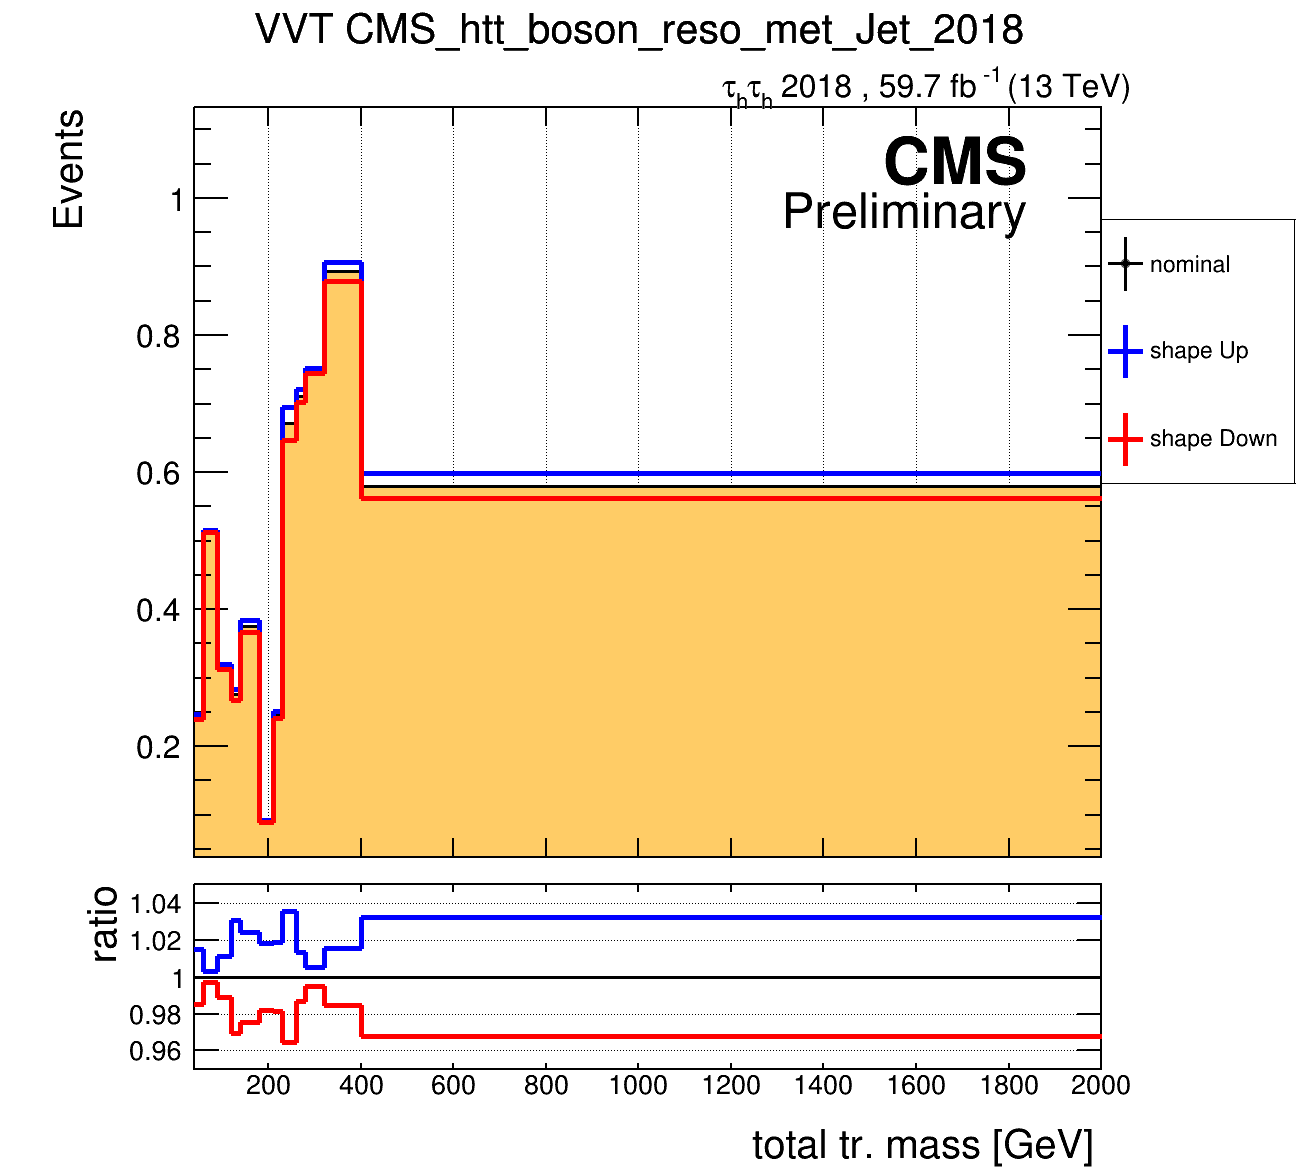 VVT CMS_htt_boson_reso_met_Jet_2018
τhτh 2018 , 59.7 fb-1 (13 TeV)
Events
CMS
Preliminary
1
0.8
0.6
0.4
0.2
nominal
shape Up
shape Down
ratio
1.04
1.02
1
0.98
0.96
200 400 600 800 1000 1200 1400 1600 1800 2000
total tr. mass [GeV]